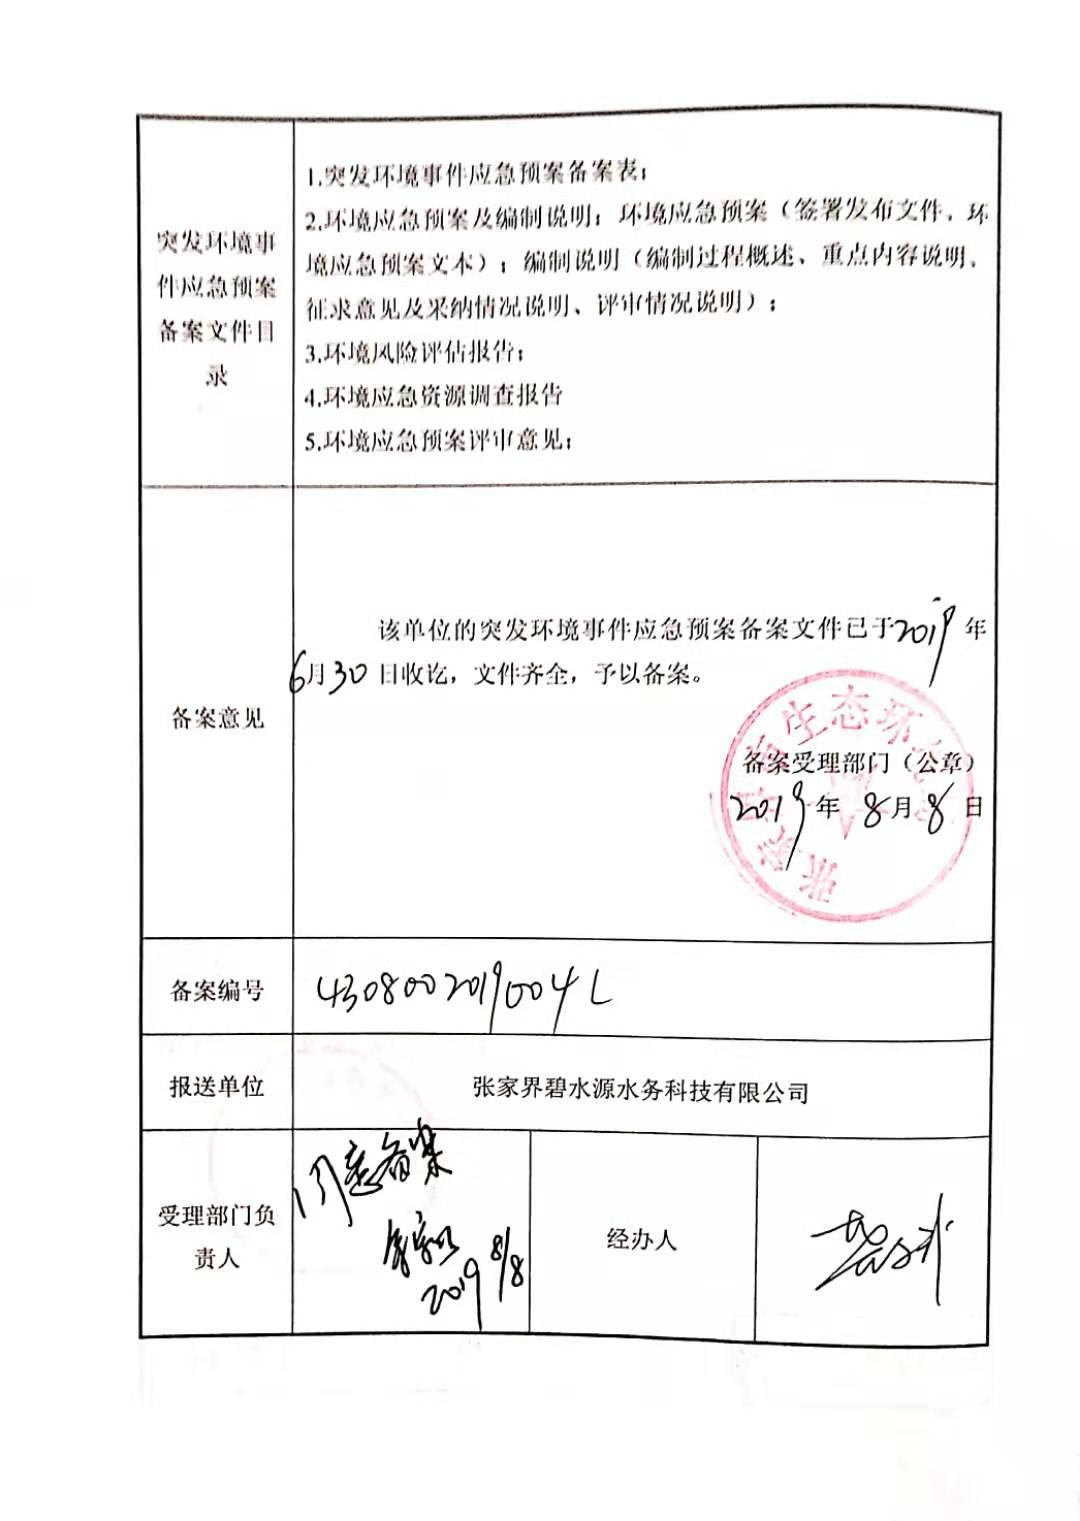 突发环境事
件应急预案
备案文件目
录
1.突发环境事件应急预案备案表；
2.环境应急预案及编制说明：环境应急预案（签署发布文件、环
境应急预案文本）；编制说明（编制过程概述、重点内容说明、
征求意见及采纳情况说明、评审情况说明）；
3.环境风险评估报告；
4.环境应急资源调查报告
5.环境应急预案评审意见；
备案意见
该单位的突发环境事件应急预案备案文件已于2019年
6月30日收讫，文件齐全，予以备案。
备案受理部门（公章）
2019年8月8日
张家界市生态环
备案编号
4308002019004L
报送单位
张家界碧水源水务科技有限公司
受理部门负
责人
同意备案
2019 8/8
经办人